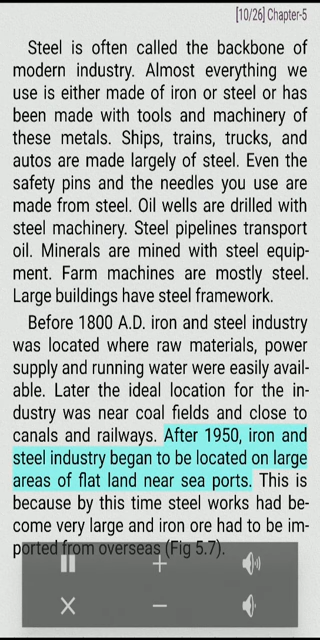 [10/26] Chapter-5
Steel is often called the backbone of
modern industry. Almost everything we
use is either made of iron or steel or has
been made with tools and machinery of
these metals. Ships, trains, trucks, and
autos are made largely of steel. Even the
safety pins and the needles you use are
made from steel. Oil wells are drilled with
steel machinery. Steel pipelines transport
oil. Minerals are mined with steel equip-
ment. Farm machines are mostly steel.
Large buildings have steel framework.
Before 1800 A.D. iron and steel industry
was located where raw materials, power
supply and running water were easily avail-
able. Later the ideal location for the in-
dustry was near coal fields and close to
canals and railways. After 1950, iron and
steel industry began to be located on large
areas of flat land near sea ports. This is
because by this time steel works had be-
come very large and iron ore had to be im-
ported from overseas (Fig 5.7).